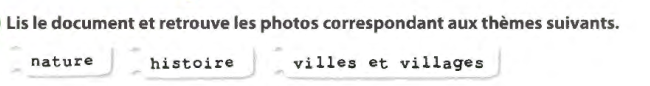 Lis le document et retrouve les photos correspondant aux thèmes suivants.
nature histoire villes et villages